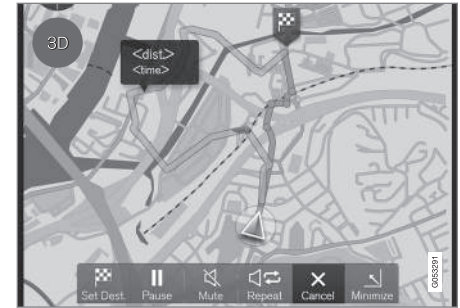 3D
<dist.>
<time>
Set Dest.
Pause
Mute
Repeat
Cancel
Minimize
G053291